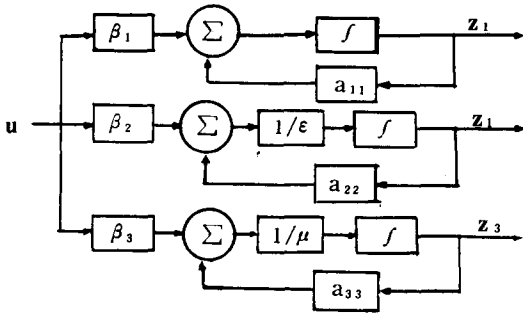 β₁ Σ ∫ z₁
a₁₁
u β₂ Σ 1/ε ∫ z₁
a₂₂
β₃ Σ 1/μ ∫ z₃
a₃₃